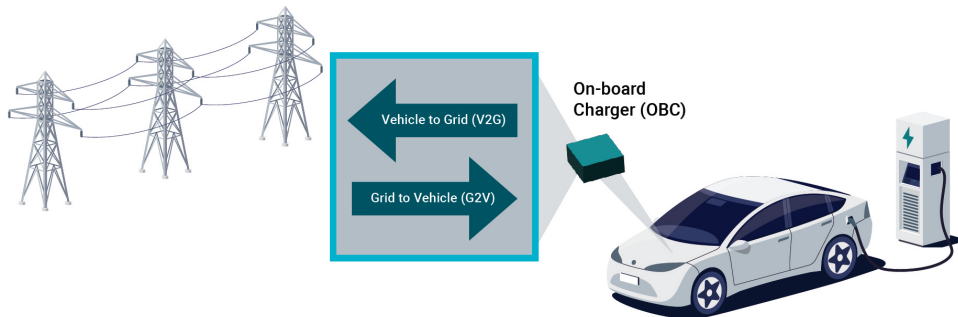 On-board
Charger (OBC)
Vehicle to Grid (V2G)
Grid to Vehicle (G2V)